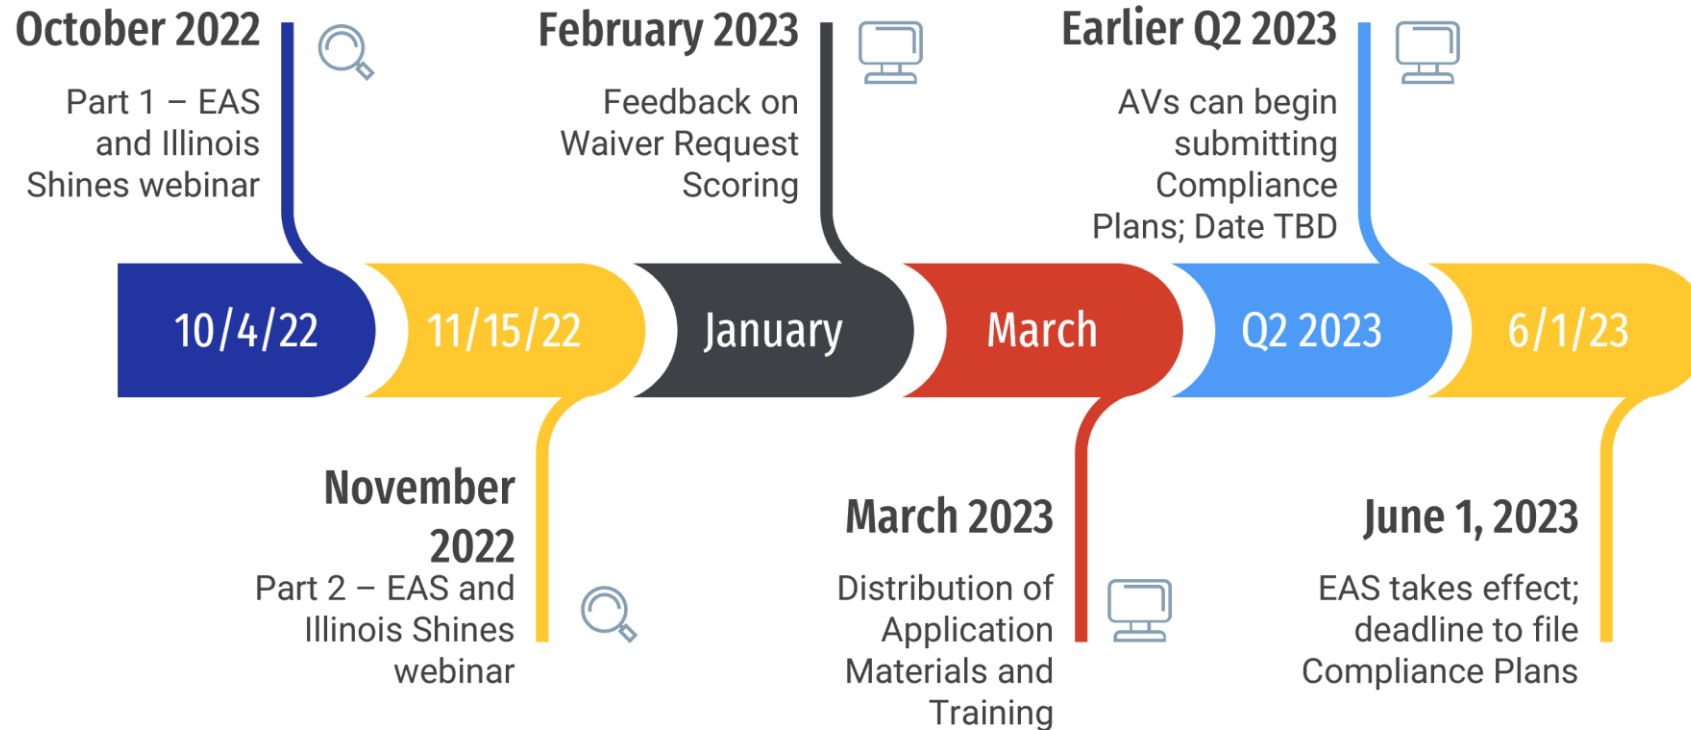 October 2022
Part 1 – EAS
and Illinois
Shines webinar
February 2023
Feedback on
Waiver Request
Scoring
Earlier Q2 2023
AVs can begin
submitting
Compliance
Plans; Date TBD
10/4/22
11/15/22
January
March
Q2 2023
6/1/23
November
2022
Part 2 – EAS and
Illinois Shines
webinar
March 2023
Distribution of
Application
Materials and
Training
June 1, 2023
EAS takes effect;
deadline to file
Compliance Plans